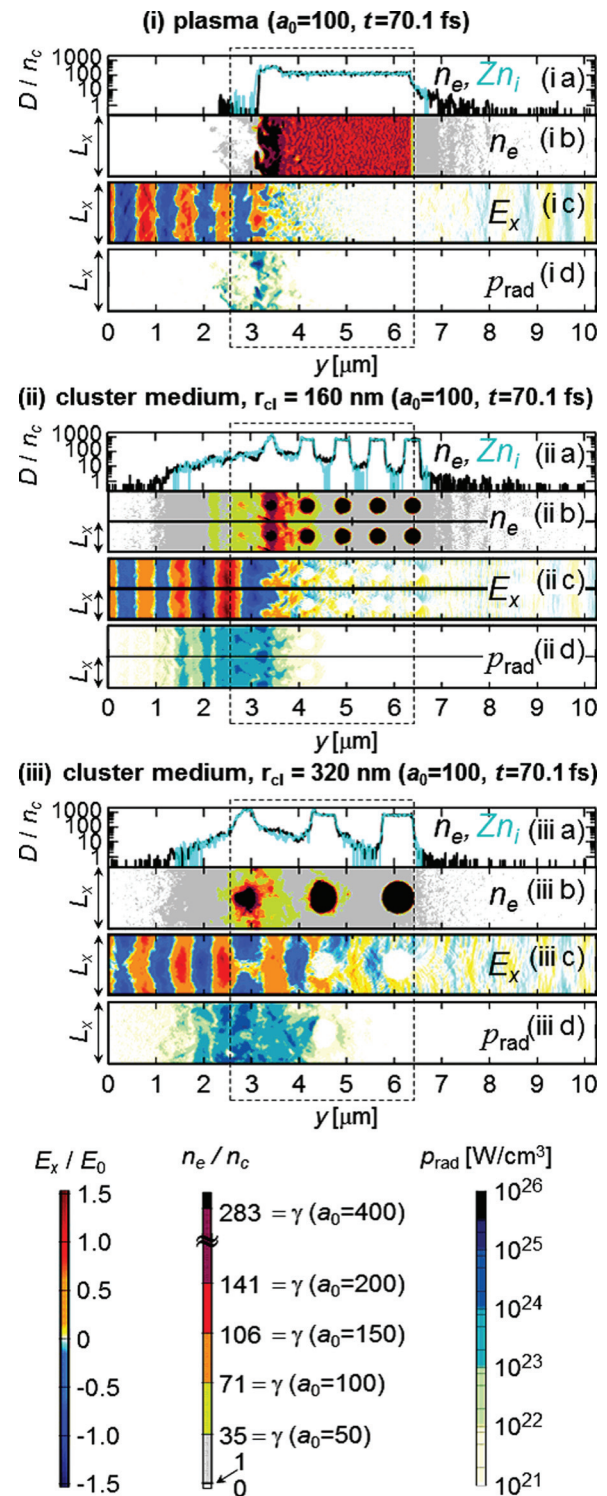 (i) plasma (a₀=100, t=70.1 fs)
D / n_c
1000
100
10
1
n_e, Zn_i (i a)
L_x
n_e (i b)
L_x
E_x (i c)
L_x
p_rad (i d)
0 1 2 3 4 5 6 7 8 9 10
y [μm]
(ii) cluster medium, r_cl = 160 nm (a₀=100, t=70.1 fs)
D / n_c
1000
100
10
1
n_e, Zn_i (ii a)
L_x
n_e (ii b)
L_x
E_x (ii c)
L_x
p_rad (ii d)
0 1 2 3 4 5 6 7 8 9 10
y [μm]
(iii) cluster medium, r_cl = 320 nm (a₀=100, t=70.1 fs)
D / n_c
1000
100
10
1
n_e, Zn_i (iii a)
L_x
n_e (iii b)
L_x
E_x (iii c)
L_x
p_rad (iii d)
0 1 2 3 4 5 6 7 8 9 10
y [μm]
E_x / E_0
1.5
1.0
0.5
0
-0.5
-1.0
-1.5
n_e / n_c
283 = γ (a₀=400)
141 = γ (a₀=200)
106 = γ (a₀=150)
71 = γ (a₀=100)
35 = γ (a₀=50)
1
0
p_rad [W/cm³]
10²⁶
10²⁵
10²⁴
10²³
10²²
10²¹